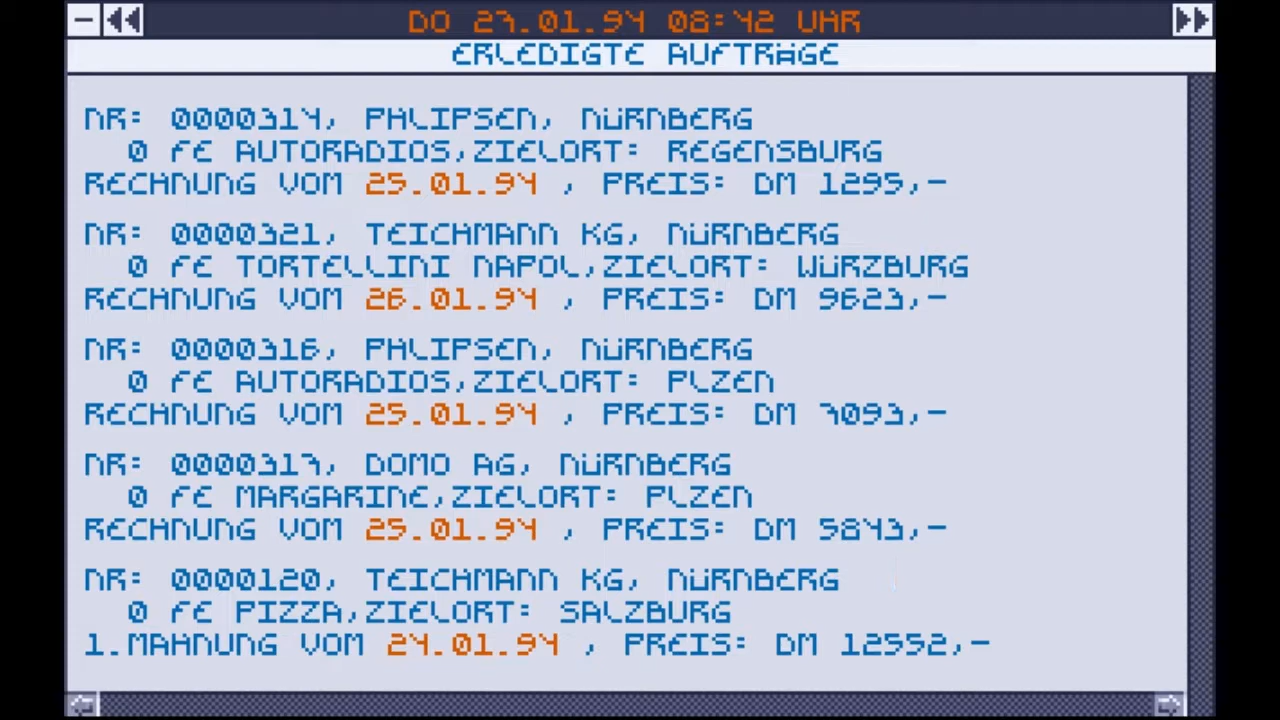 DO 27.01.94 08:42 UHR
ERLEDIGTE AUFTRÄGE
NR: 0000314, PHLIPSEN, NÜRNBERG
0 FE AUTORADIOS,ZIELORT: REGENSBURG
RECHNUNG VOM 25.01.94 , PREIS: DM 1295,-
NR: 0000321, TEICHMANN KG, NÜRNBERG
0 FE TORTELLINI NAPOL,ZIELORT: WÜRZBURG
RECHNUNG VOM 26.01.94 , PREIS: DM 9623,-
NR: 0000316, PHLIPSEN, NÜRNBERG
0 FE AUTORADIOS,ZIELORT: PLZEN
RECHNUNG VOM 25.01.94 , PREIS: DM 7093,-
NR: 0000317, DOMO AG, NÜRNBERG
0 FE MARGARINE,ZIELORT: PLZEN
RECHNUNG VOM 25.01.94 , PREIS: DM 5843,-
NR: 0000120, TEICHMANN KG, NÜRNBERG
0 FE PIZZA,ZIELORT: SALZBURG
1.MAHNUNG VOM 24.01.94 , PREIS: DM 12552,-